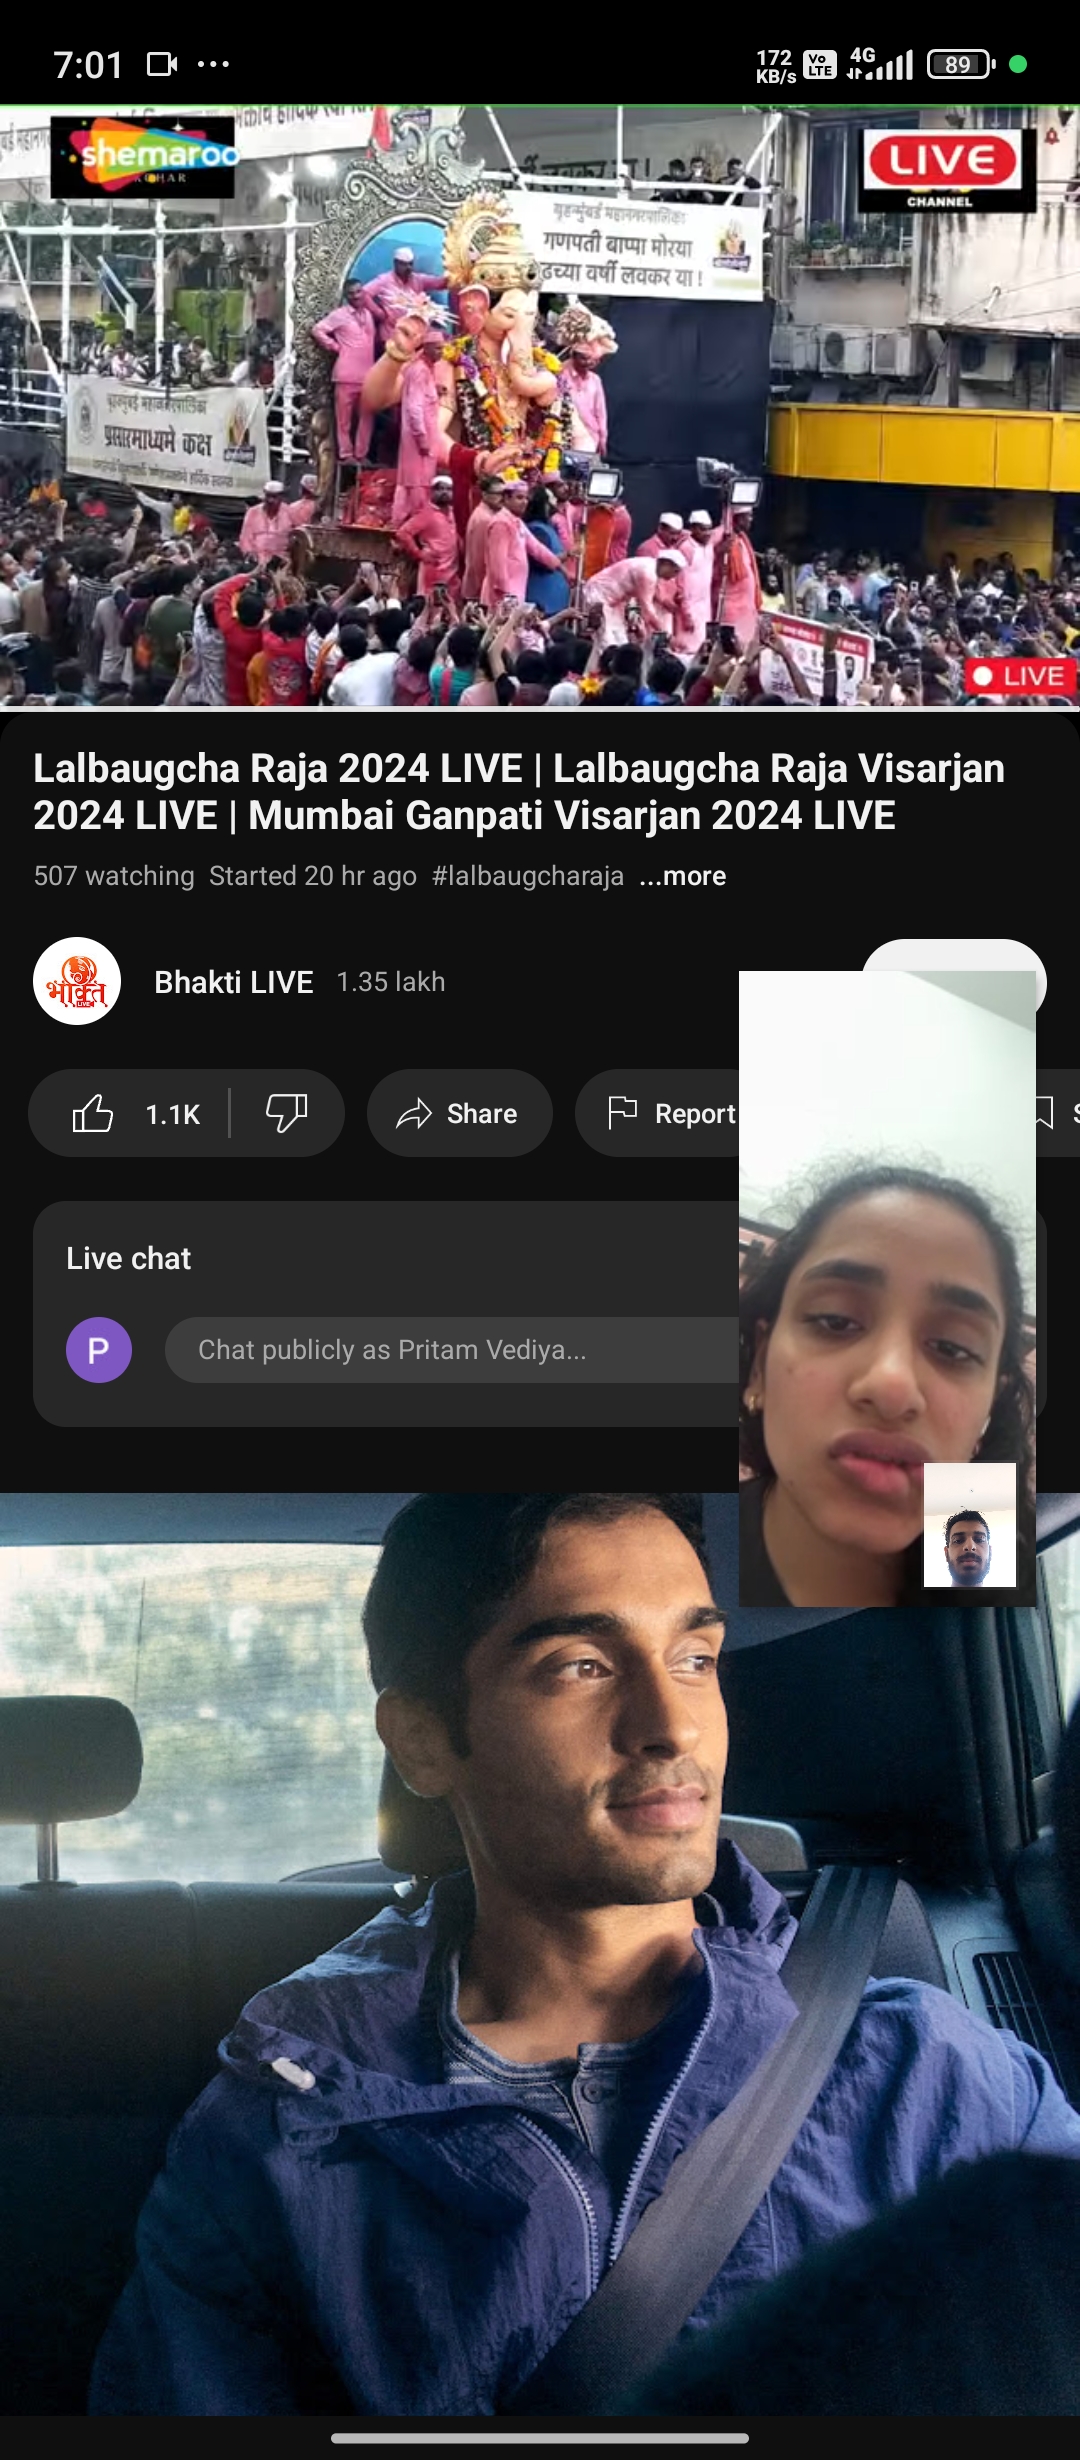 7:01
172
KB/s
Vo
LTE
4G
89
shemaroo
LIVE
CHANNEL
बृहन्मुंबई महानगरपालिका
गणपती बाप्पा मोरया
वर्षी लवकर या !
बृहन्मुंबई महानगरपालिका
प्रसारमाध्यमे कक्ष
LIVE
Lalbaugcha Raja 2024 LIVE | Lalbaugcha Raja Visarjan
2024 LIVE | Mumbai Ganpati Visarjan 2024 LIVE
507 watching Started 20 hr ago #lalbaugcharaja ...more
भक्ति
LIVE
Bhakti LIVE 1.35 lakh
1.1K
Share
Report
Live chat
P
Chat publicly as Pritam Vediya...